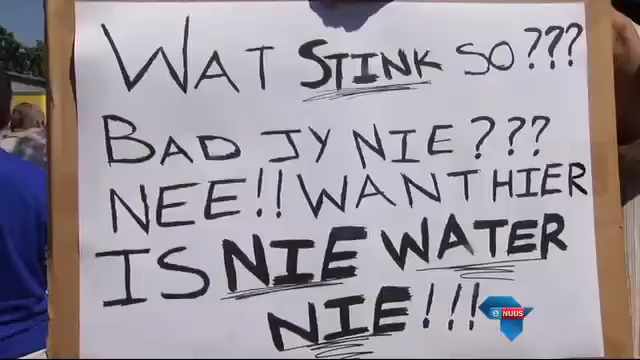 WAT STINK SO???
BAD JY NIE???
NEE!! WANT HIER
IS NIE WATER
NIE!!!
e NUUS